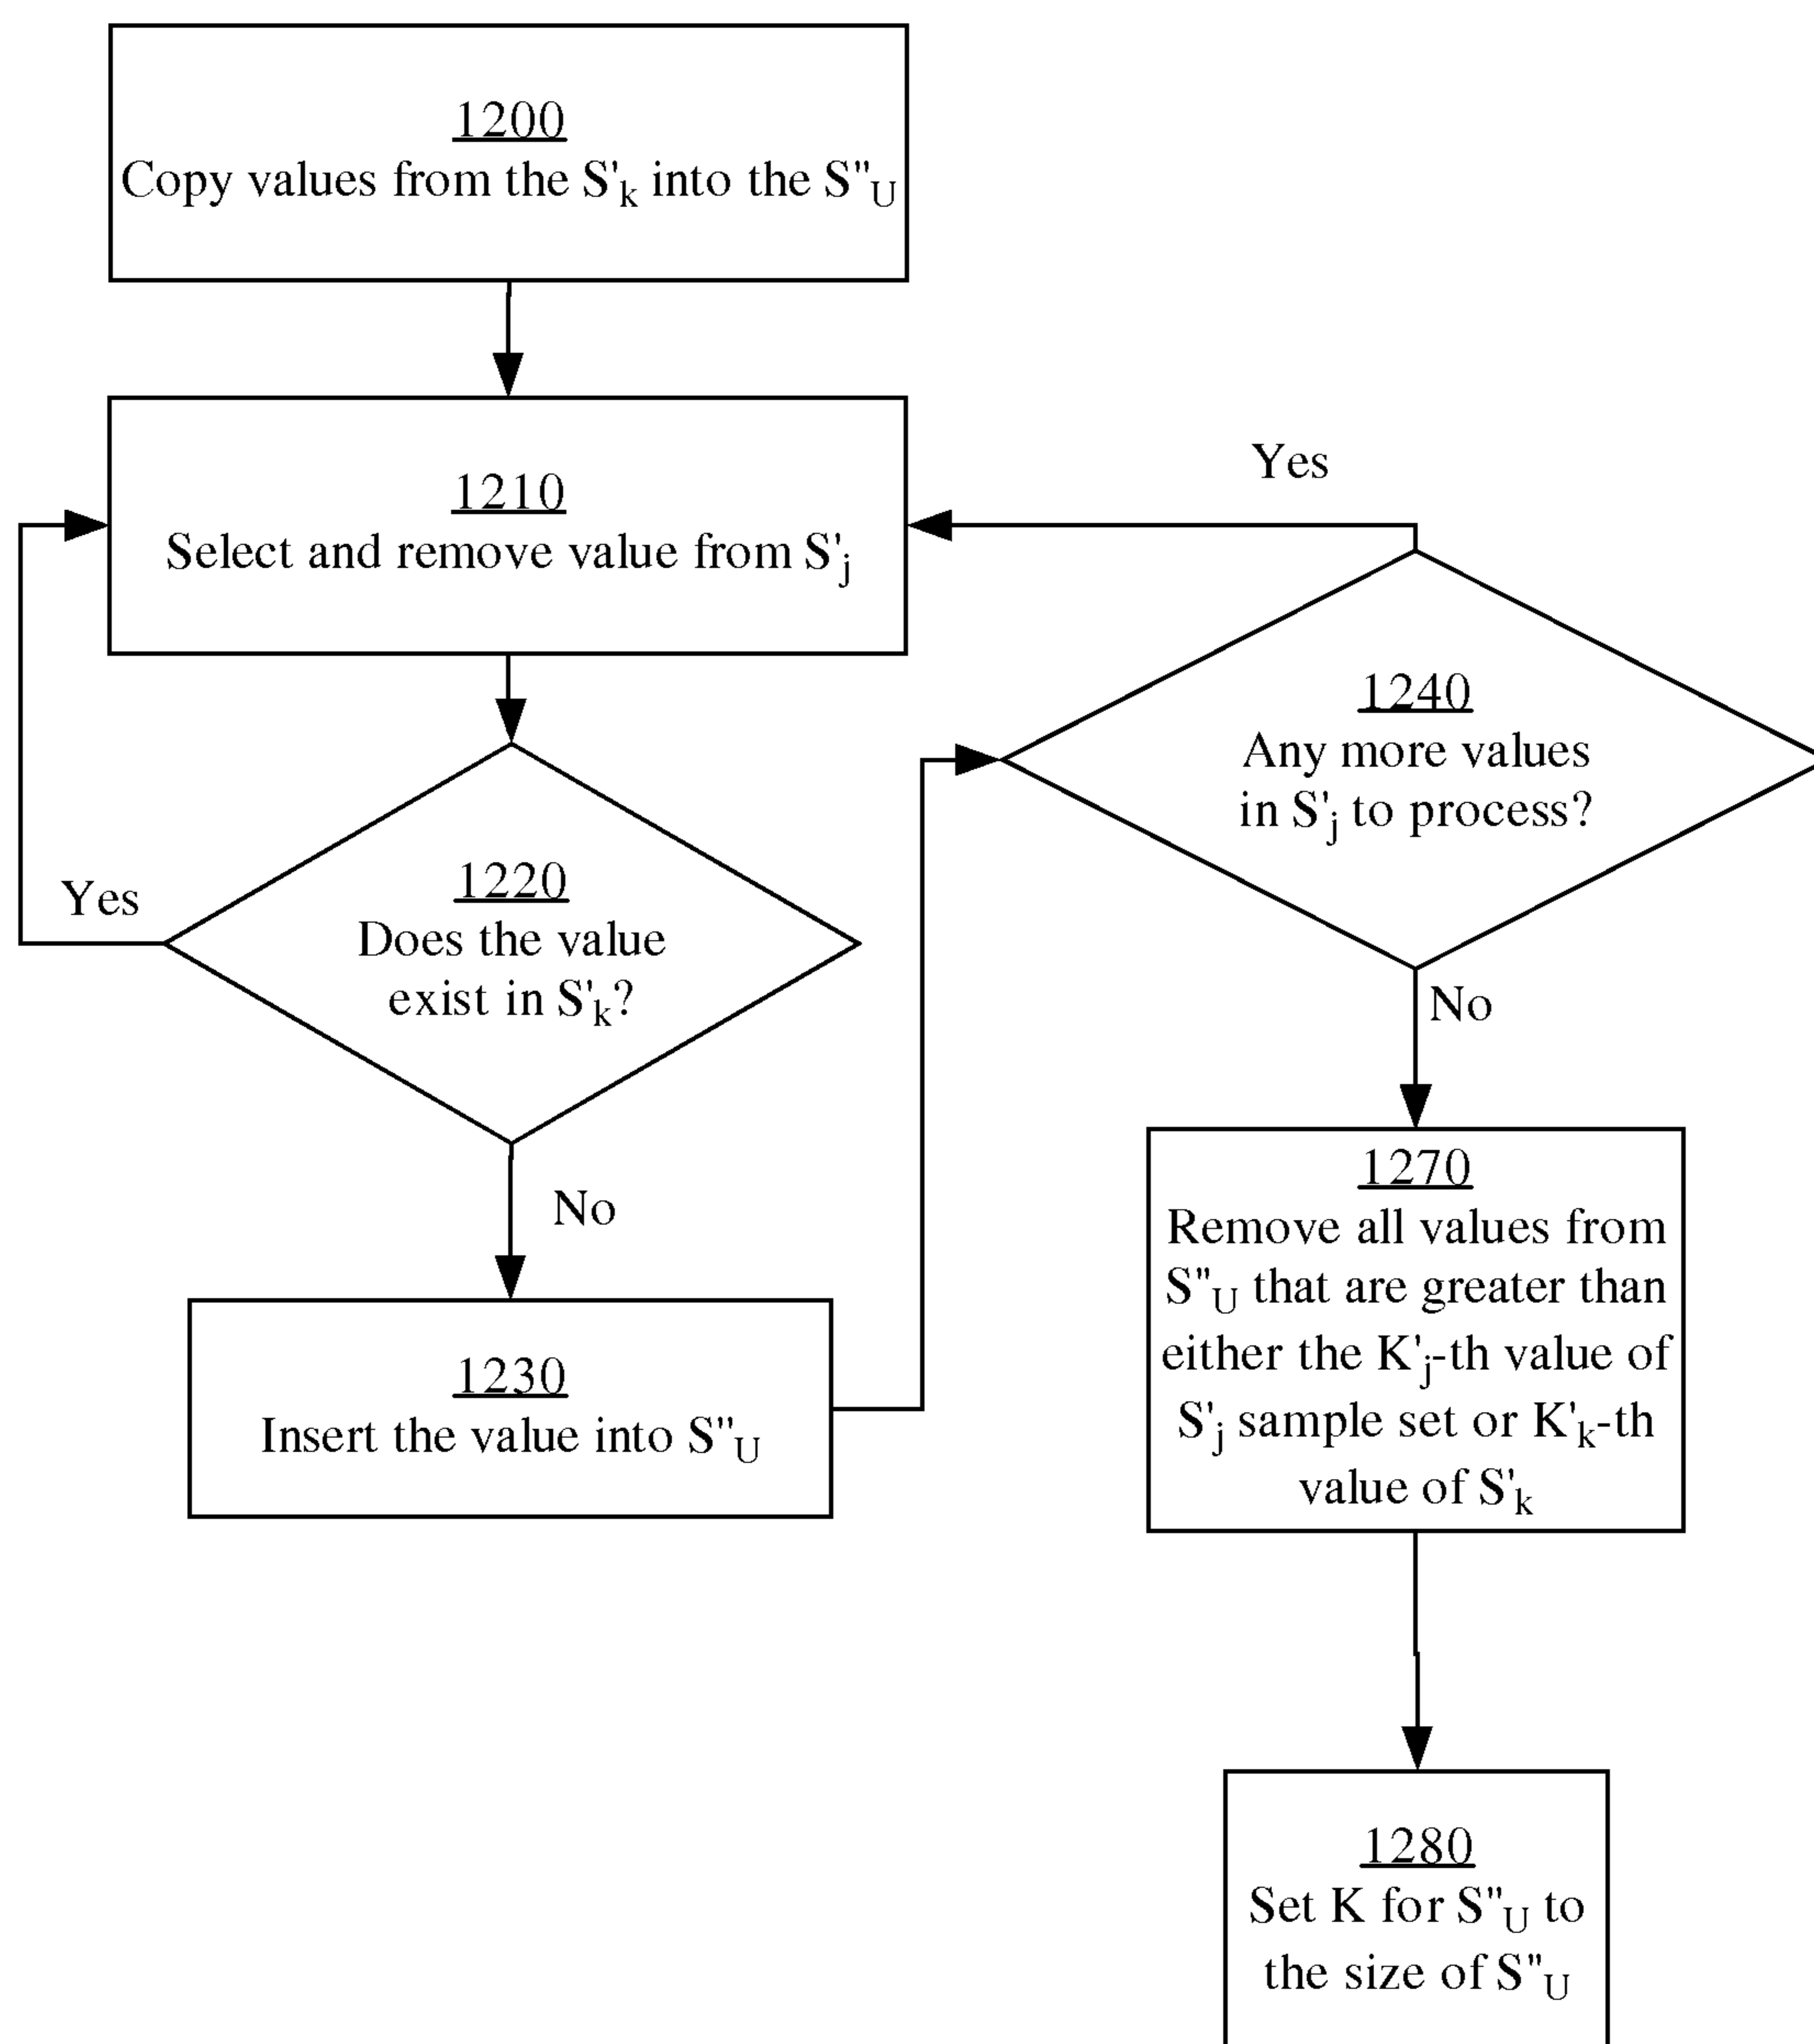 1200
Copy values from the S'k into the S"U
1210
Select and remove value from S'j
Yes
1220
Does the value
exist in S'k?
No
1230
Insert the value into S"U
Yes
1240
Any more values
in S'j to process?
No
1270
Remove all values from
S"U that are greater than
either the K'j-th value of
S'j sample set or K'k-th
value of S'k
1280
Set K for S"U to
the size of S"U